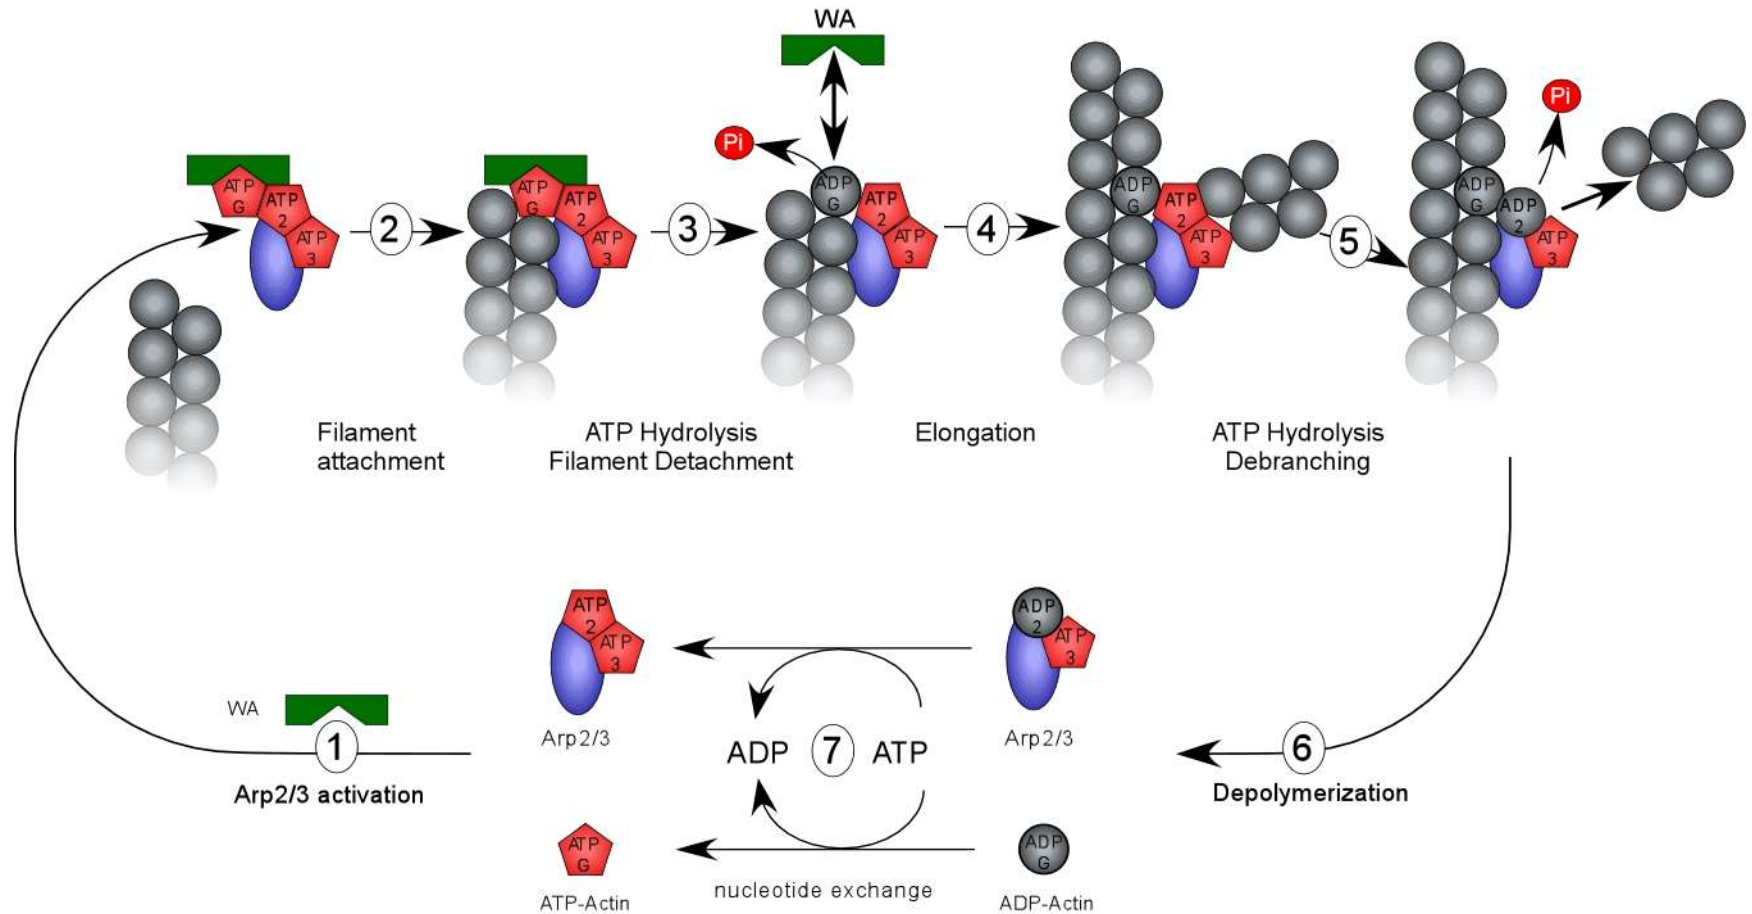 WA
Pi
Pi
ATP
G
ATP
2
ATP
3
2
ATP
G
ATP
2
ATP
3
3
ADP
G
ATP
2
ATP
3
4
ADP
G
ATP
2
ATP
3
5
ADP
G
ADP
2
ATP
3
Filament
attachment
ATP Hydrolysis
Filament Detachment
Elongation
ATP Hydrolysis
Debranching
ATP
2
ATP
3
ADP
2
ATP
3
WA
1
Arp2/3
ADP
7
ATP
Arp2/3
6
Arp2/3 activation
Depolymerization
ATP
G
ADP
G
nucleotide exchange
ATP-Actin
ADP-Actin